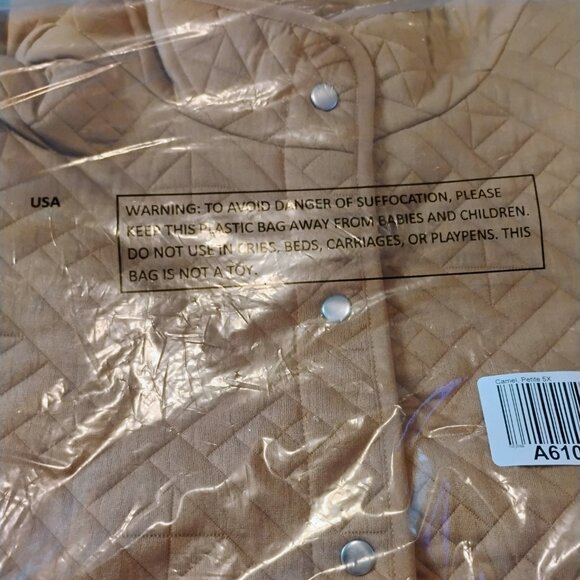 USA
WARNING: TO AVOID DANGER OF SUFFOCATION, PLEASE
KEEP THIS PLASTIC BAG AWAY FROM BABIES AND CHILDREN.
DO NOT USE IN CRIBS, BEDS, CARRIAGES, OR PLAYPENS. THIS
BAG IS NOT A TOY.
Camel, Petite 5X
A610